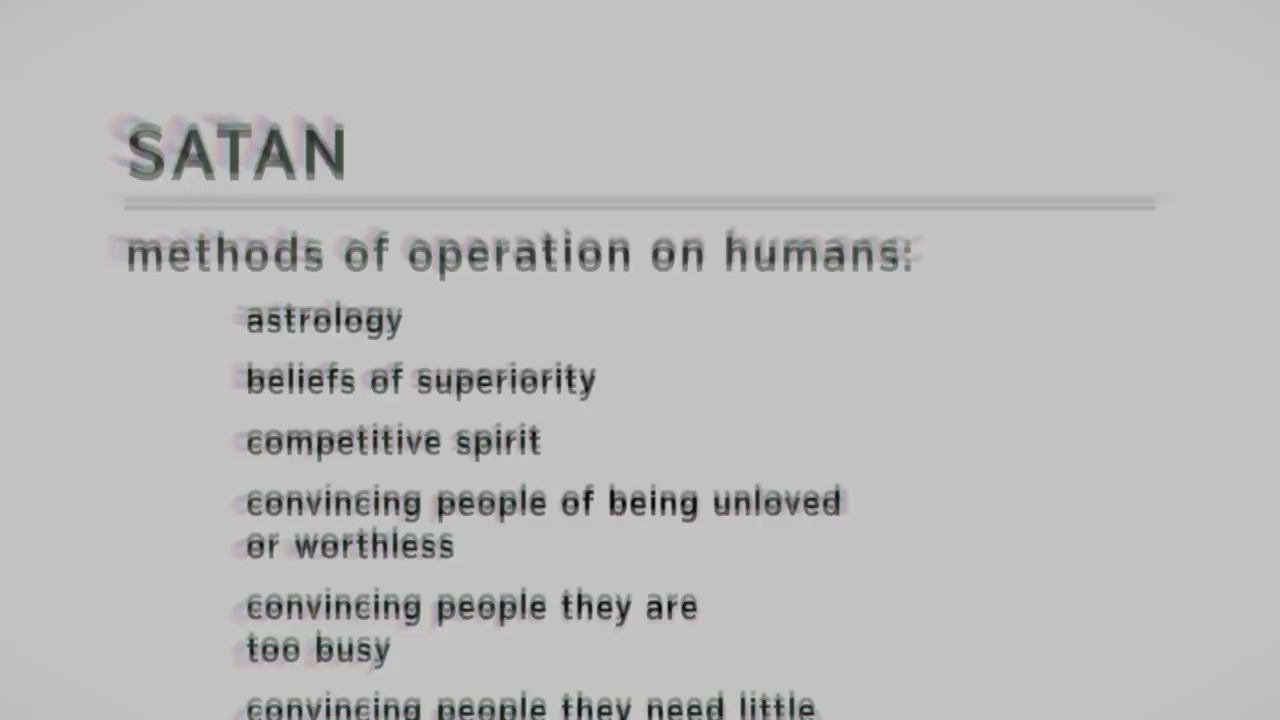 SATAN
methods of operation on humans:
astrology
beliefs of superiority
competitive spirit
convincing people of being unloved
or worthless
convincing people they are
too busy
convincing people they need little